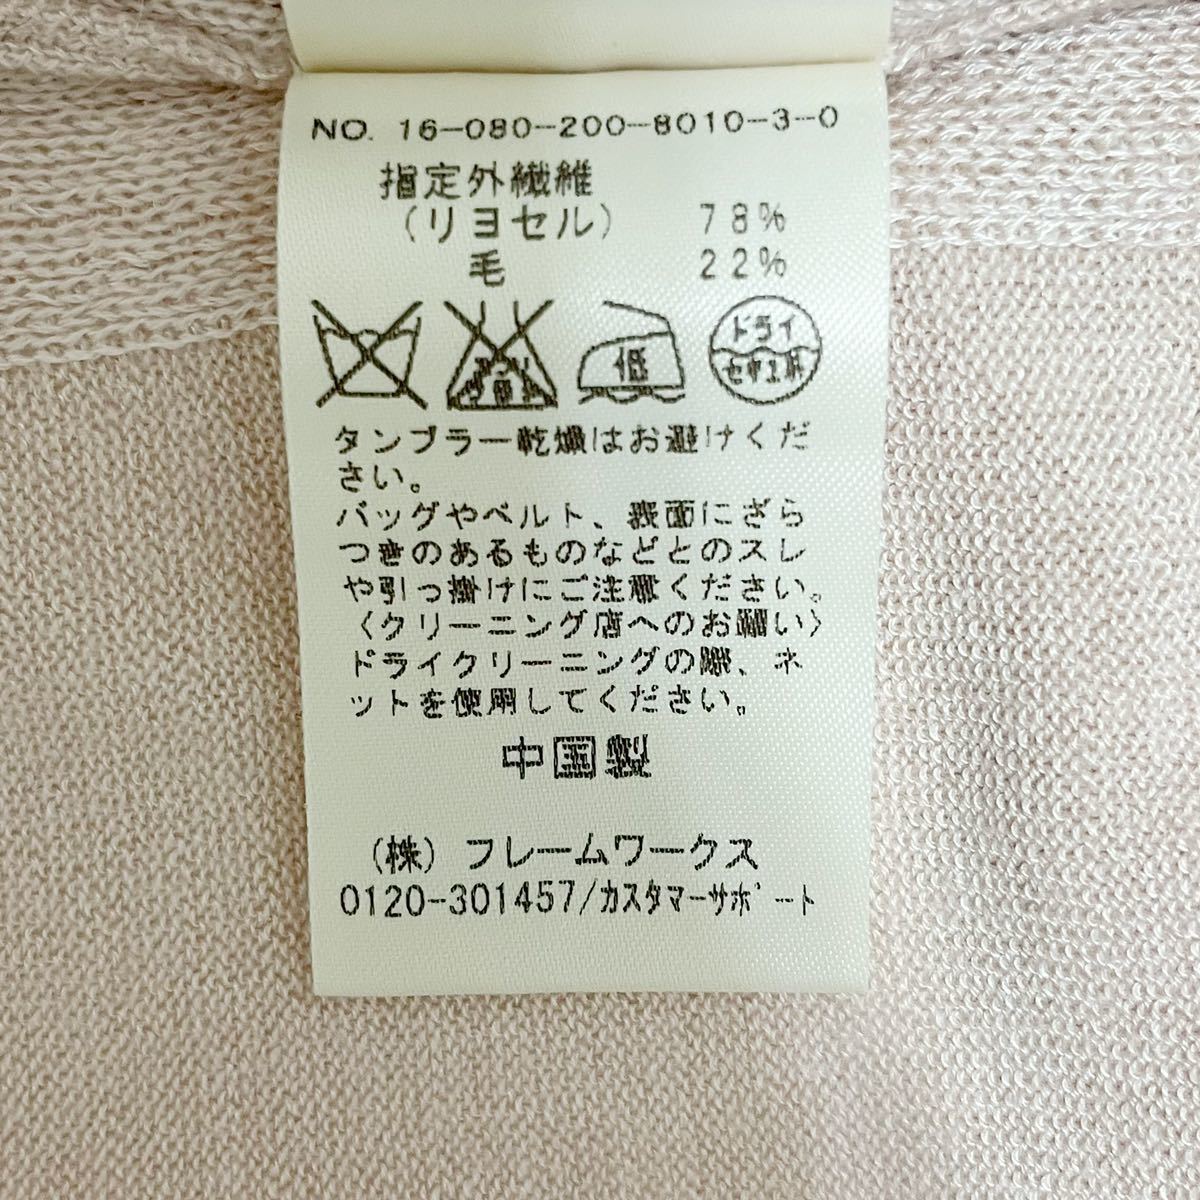 NO. 16-080-200-8010-3-0
指定外繊維
(リヨセル) 78%
毛 22%
低
ドライ
セキユ系
タンブラー乾燥はお避けくだ
さい。
バッグやベルト、表面にざら
つきのあるものなどとのスレ
や引っ掛けにご注意ください。
〈クリーニング店へのお願い〉
ドライクリーニングの際、ネ
ットを使用してください。
中国製
(株) フレームワークス
0120-301457/カスタマーサポート